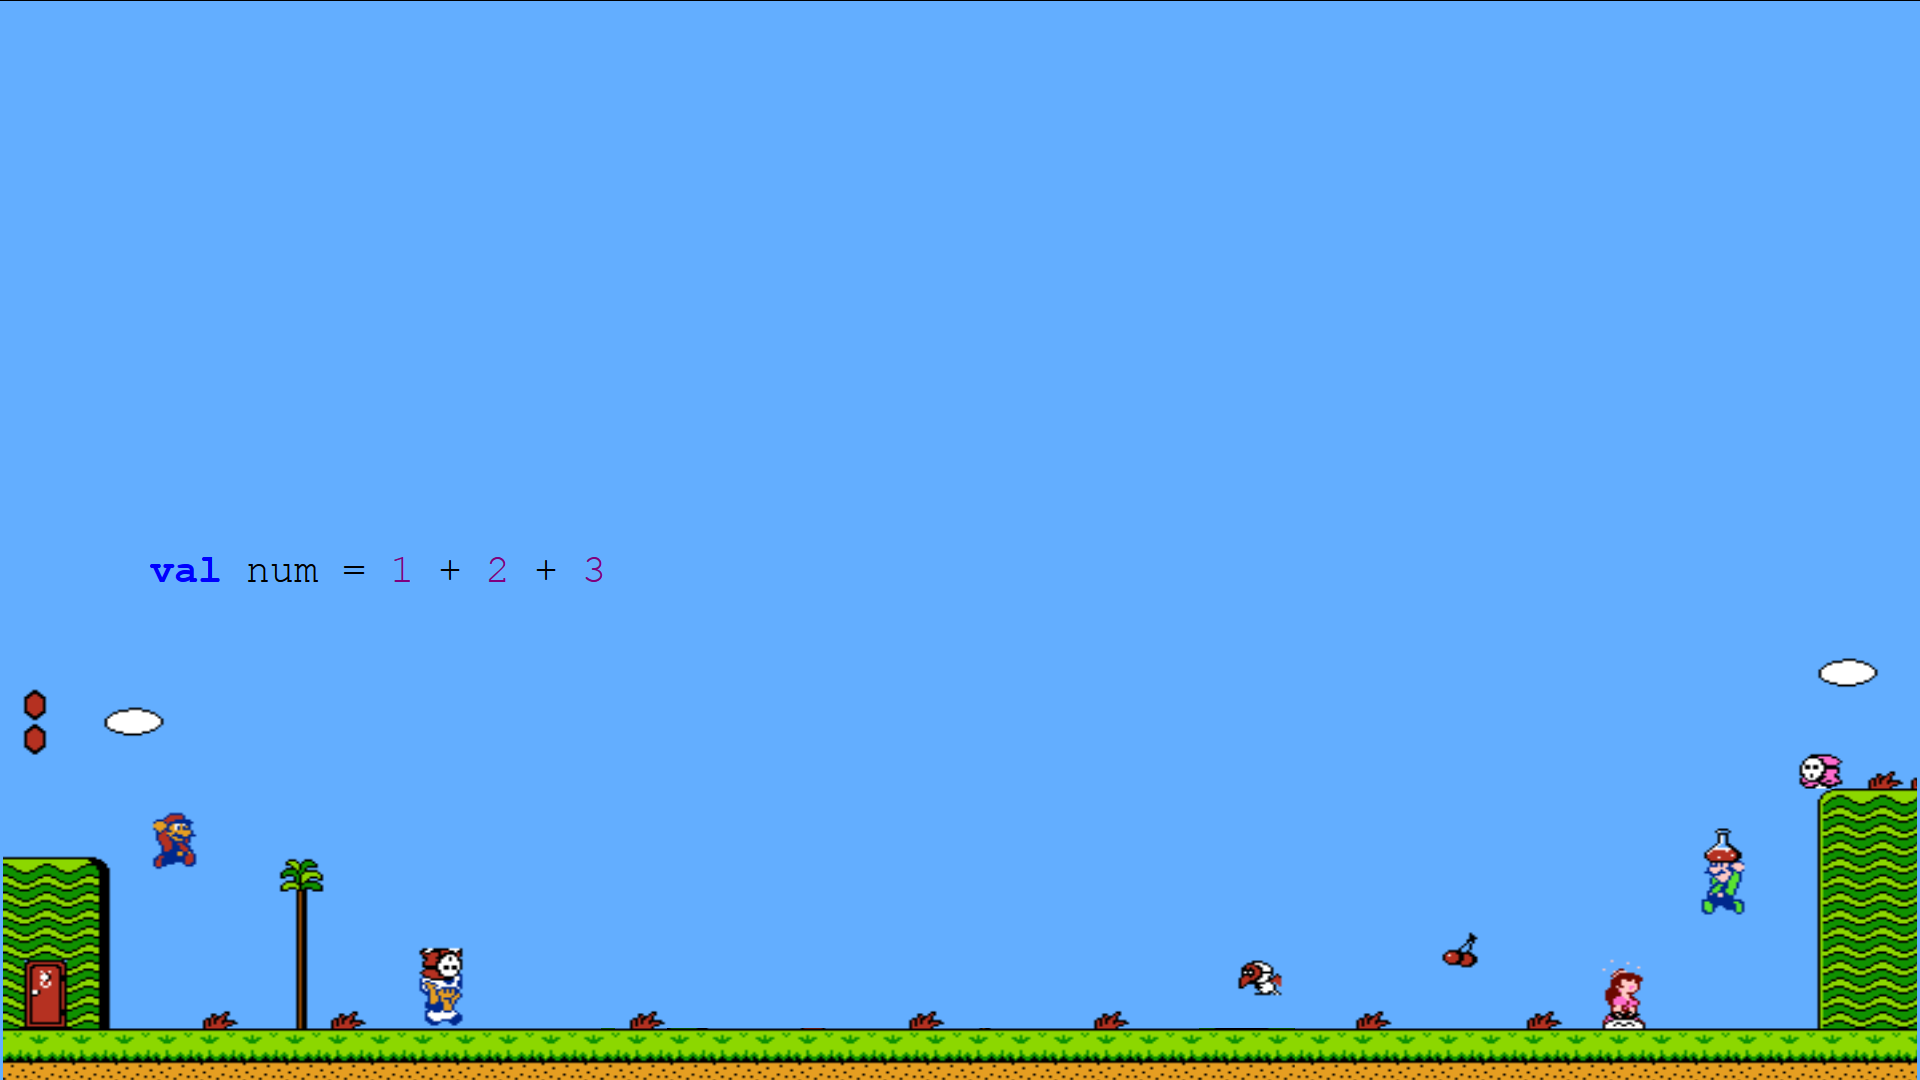 val num = 1 + 2 + 3